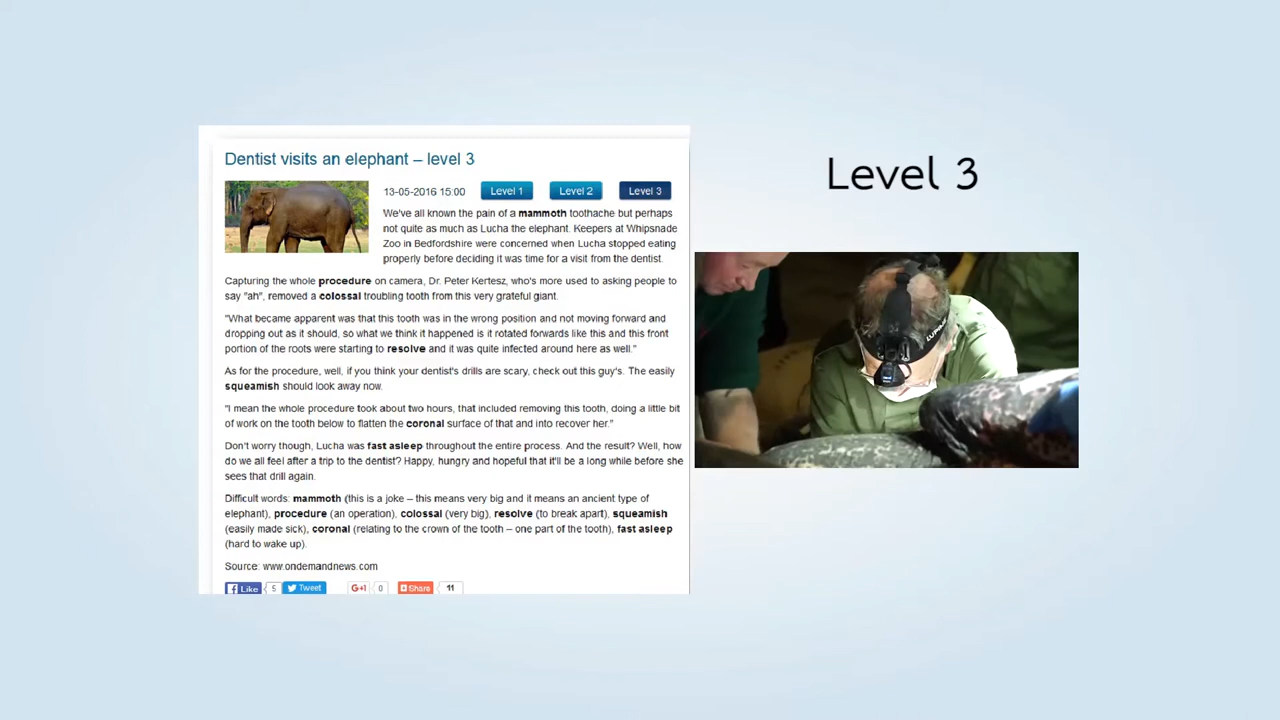 Dentist visits an elephant – level 3
13-05-2016 15:00 Level 1 Level 2 Level 3
We've all known the pain of a mammoth toothache but perhaps
not quite as much as Lucha the elephant. Keepers at Whipsnade
Zoo in Bedfordshire were concerned when Lucha stopped eating
properly before deciding it was time for a visit from the dentist.
Capturing the whole procedure on camera, Dr. Peter Kertesz, who's more used to asking people to
say "ah", removed a colossal troubling tooth from this very grateful giant.
"What became apparent was that this tooth was in the wrong position and not moving forward and
dropping out as it should, so what we think it happened is it rotated forwards like this and this front
portion of the roots were starting to resolve and it was quite infected around here as well."
As for the procedure, well, if you think your dentist's drills are scary, check out this guy's. The easily
squeamish should look away now.
"I mean the whole procedure took about two hours, that included removing this tooth, doing a little bit
of work on the tooth below to flatten the coronal surface of that and into recover her."
Don't worry though, Lucha was fast asleep throughout the entire process. And the result? Well, how
do we all feel after a trip to the dentist? Happy, hungry and hopeful that it'll be a long while before she
sees that drill again.
Difficult words: mammoth (this is a joke – this means very big and it means an ancient type of
elephant), procedure (an operation), colossal (very big), resolve (to break apart), squeamish
(easily made sick), coronal (relating to the crown of the tooth – one part of the tooth), fast asleep
(hard to wake up).
Source: www.ondemandnews.com
Like 5 Tweet G+1 0 Share 11
Level 3